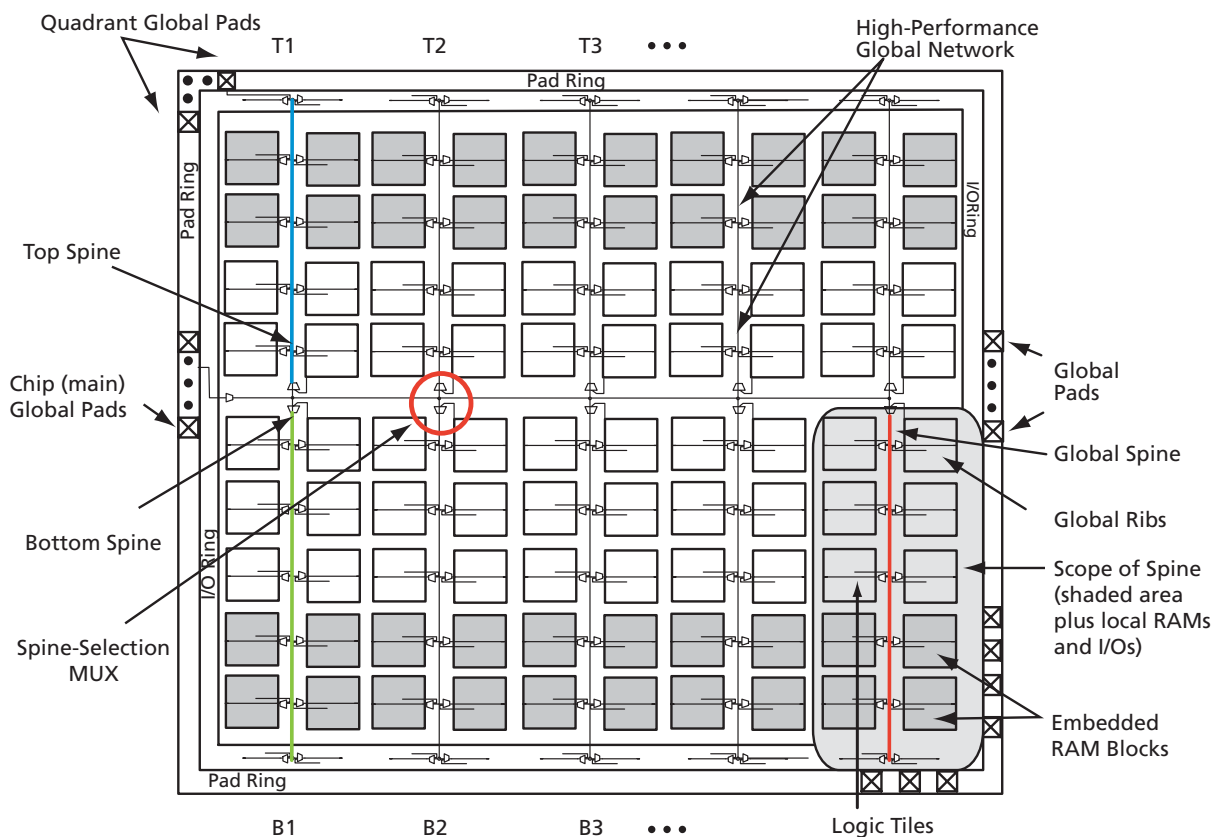 Quadrant Global Pads
T1
T2
T3
•••
High-Performance
Global Network
Pad Ring
Pad Ring
I/ORing
Top Spine
Chip (main)
Global Pads
Global
Pads
Global Spine
Bottom Spine
Global Ribs
I/O Ring
Scope of Spine
(shaded area
plus local RAMs
and I/Os)
Spine-Selection
MUX
Embedded
RAM Blocks
Pad Ring
B1
B2
B3
•••
Logic Tiles